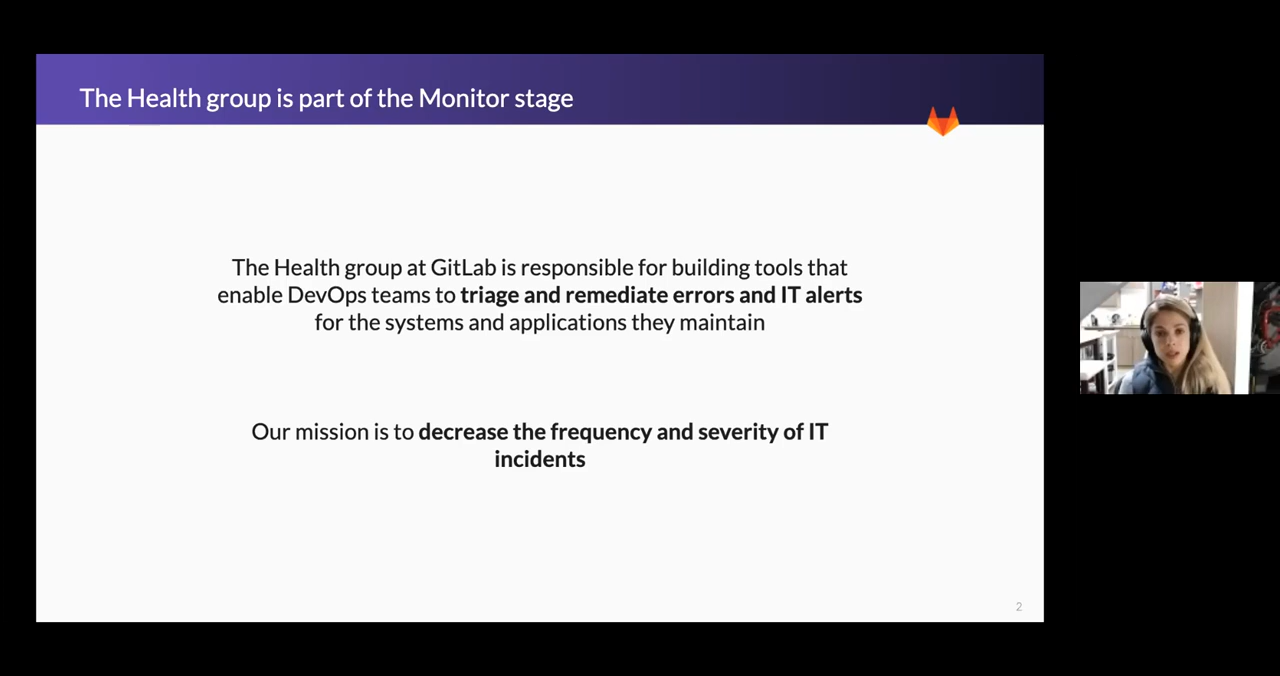 The Health group is part of the Monitor stage
The Health group at GitLab is responsible for building tools that
enable DevOps teams to triage and remediate errors and IT alerts
for the systems and applications they maintain
Our mission is to decrease the frequency and severity of IT
incidents
2